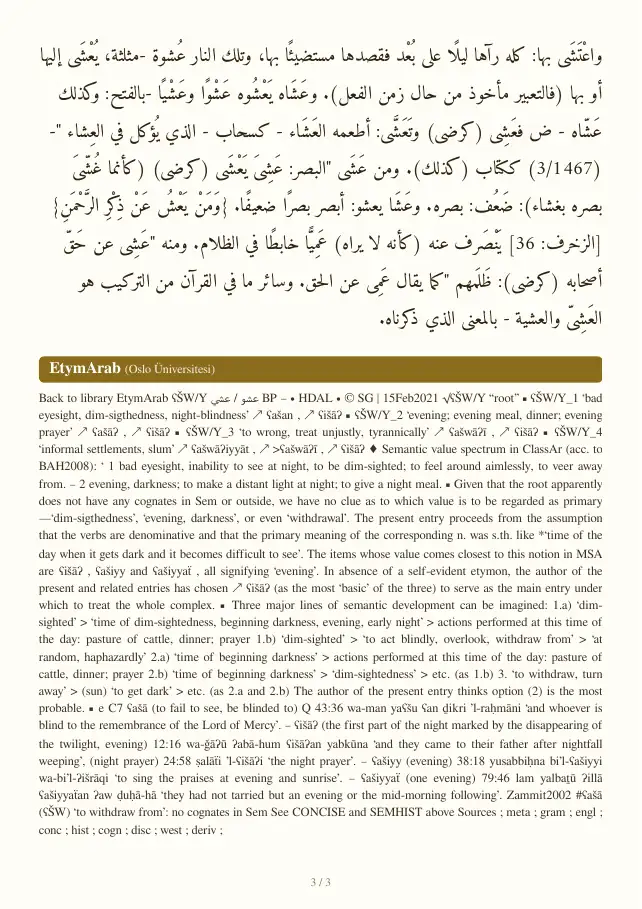 واعْتَشَى بها: كله رآها ليلًا على بُعْد فقصدها مستضيئًا بها، وتلك النار عُشوة -مثلثة، يُعْشَى إليها
أو بها (فالتعبير مأخوذ من حال زمن الفعل). وعَشَاه يَعْشُوه عَشْوًا وعَشْيًا -بالفتح: وكذلك
عَشّاه - ض فعَشِى (كرضى) وتَعَشَّى: أطعمه العَشَاء - كسحاب - الذي يُؤكل في العِشاء "-
(3/1467) ككتاب (كذلك). ومن عَشَى "البصر: عَشِىَ يَعْشَى (كرضى) (كأنما غُشِّىَ
بصره بغشاء): ضَعُف: بصره. وعَشَا يعشو: أبصر بصرًا ضعيفًا. {وَمَنْ يَعْشُ عَنْ ذِكْرِ الرَّحْمَنِ}
[الزخرف: 36] يَنْصَرف عنه (كأنه لا يراه) عَمِيًّا خابطًا في الظلام. ومنه "عَشِى عن حَقّ
أصحابه (كرضى): ظَلَمهم "كما يقال عَمِى عن الحق. وسائر ما في القرآن من التركيب هو
العَشِىّ والعشية - بالمعنى الذي ذكرناه.
EtymArab (Oslo Üniversitesi)
Back to library EtymArab ʕŠW/Y عشو / عشي BP – • HDAL • © SG | 15Feb2021 √ʕŠW/Y “root” ▪ ʕŠW/Y_1 ‘bad
eyesight, dim-sigthedness, night-blindness’ ↗ ʕašan , ↗ ʕišāʔ ▪ ʕŠW/Y_2 ‘evening; evening meal, dinner; evening
prayer’ ↗ ʕašāʔ , ↗ ʕišāʔ ▪ ʕŠW/Y_3 ‘to wrong, treat unjustly, tyrannically’ ↗ ʕašwāʔī , ↗ ʕišāʔ ▪ ʕŠW/Y_4
‘informal settlements, slum’ ↗ ʕašwāʔiyyāt , ↗ >ʕašwāʔī , ↗ ʕišāʔ ♦ Semantic value spectrum in ClassAr (acc. to
BAH2008): ‘ 1 bad eyesight, inability to see at night, to be dim-sighted; to feel around aimlessly, to veer away
from. – 2 evening, darkness; to make a distant light at night; to give a night meal. ▪ Given that the root apparently
does not have any cognates in Sem or outside, we have no clue as to which value is to be regarded as primary
—‘dim-sigthedness’, ‘evening, darkness’, or even ‘withdrawal’. The present entry proceeds from the assumption
that the verbs are denominative and that the primary meaning of the corresponding n. was s.th. like *‘time of the
day when it gets dark and it becomes difficult to see’. The items whose value comes closest to this notion in MSA
are ʕišāʔ , ʕašiyy and ʕašiyyaẗ , all signifying ‘evening’. In absence of a self-evident etymon, the author of the
present and related entries has chosen ↗ ʕišāʔ (as the most ‘basic’ of the three) to serve as the main entry under
which to treat the whole complex. ▪ Three major lines of semantic development can be imagined: 1.a) ‘dim-
sighted’ > ‘time of dim-sightedness, beginning darkness, evening, early night’ > actions performed at this time of
the day: pasture of cattle, dinner; prayer 1.b) ‘dim-sighted’ > ‘to act blindly, overlook, withdraw from’ > ‘at
random, haphazardly’ 2.a) ‘time of beginning darkness’ > actions performed at this time of the day: pasture of
cattle, dinner; prayer 2.b) ‘time of beginning darkness’ > ‘dim-sightedness’ > etc. (as 1.b) 3. ‘to withdraw, turn
away’ > (sun) ‘to get dark’ > etc. (as 2.a and 2.b) The author of the present entry thinks option (2) is the most
probable. ▪ e C7 ʕašā (to fail to see, be blinded to) Q 43:36 wa-man yaʕšu ʕan ḏikri ’l-raḥmāni ‘and whoever is
blind to the remembrance of the Lord of Mercy’. – ʕišāʔ (the first part of the night marked by the disappearing of
the twilight, evening) 12:16 wa-ǧāʔū ʔabā-hum ʕišāʔan yabkūna ‘and they came to their father after nightfall
weeping’, (night prayer) 24:58 ṣalāẗi ’l-ʕišāʔi ‘the night prayer’. – ʕašiyy (evening) 38:18 yusabbiḥna bi’l-ʕašiyyi
wa-bi’l-ʔišrāqi ‘to sing the praises at evening and sunrise’. – ʕašiyyaẗ (one evening) 79:46 lam yalbaṯū ʔillā
ʕašiyyaẗan ʔaw ḍuḥā-hā ‘they had not tarried but an evening or the mid-morning following’. Zammit2002 #ʕašā
(ʕŠW) ‘to withdraw from’: no cognates in Sem See CONCISE and SEMHIST above Sources ; meta ; gram ; engl ;
conc ; hist ; cogn ; disc ; west ; deriv ;
3 / 3